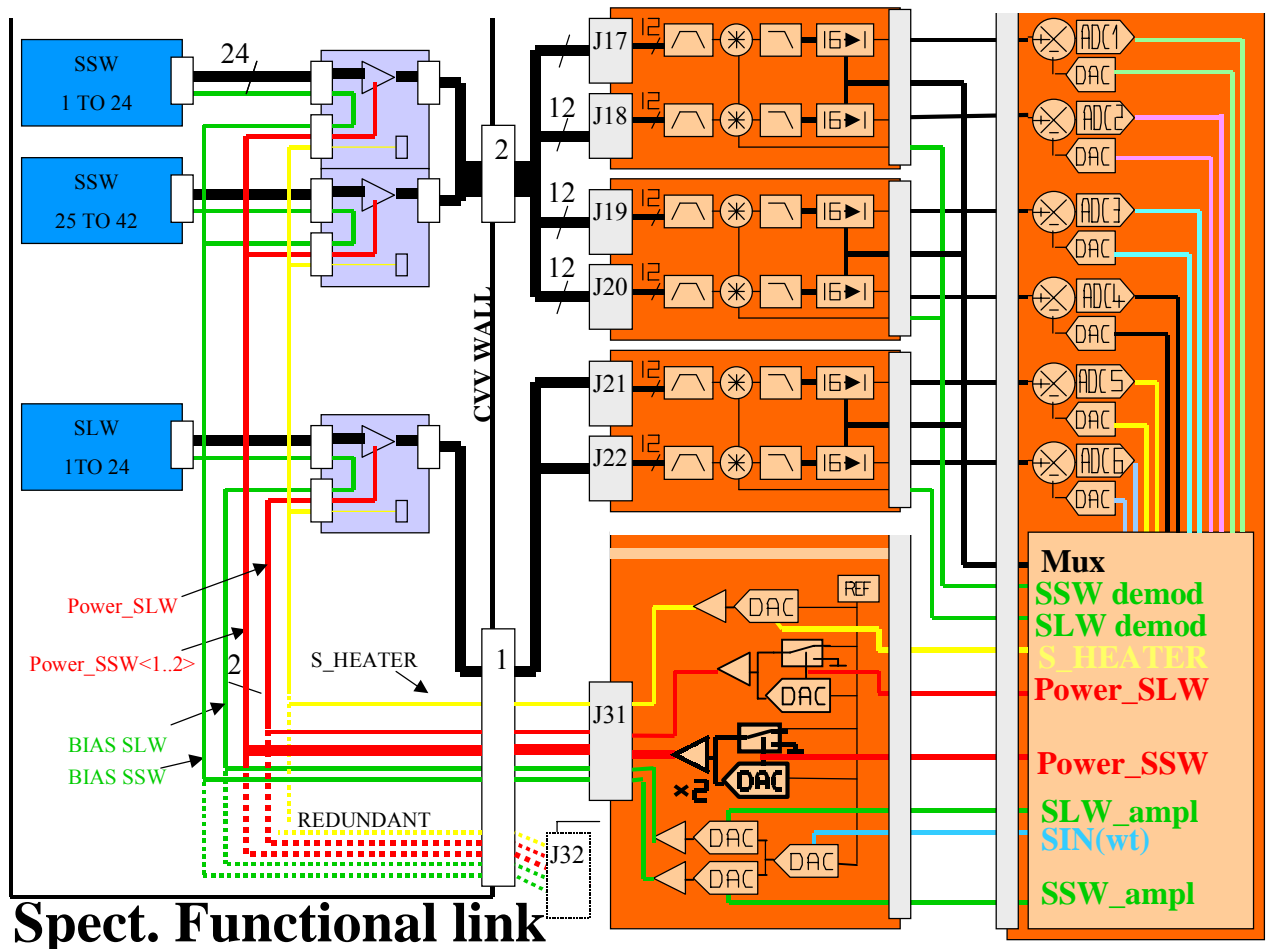 SSW
1 TO 24
24
SSW
25 TO 42
SLW
1TO 24
2
CVV WALL
1
12
12
12
J17
J18
J19
J20
J21
J22
12
12
12
12
12
12
16▶1
16▶1
16▶1
16▶1
16▶1
16▶1
ADC1
DAC
ADC2
DAC
ADC3
DAC
ADC4
DAC
ADC5
DAC
ADC6
DAC
Power_SLW
Power_SSW<1..2>
2
S_HEATER
BIAS SLW
BIAS SSW
REDUNDANT
J31
J32
REF
DAC
DAC
DAC
×2
DAC
DAC
DAC
Mux
SSW demod
SLW demod
S_HEATER
Power_SLW
Power_SSW
SLW_ampl
SIN(wt)
SSW_ampl
Spect. Functional link